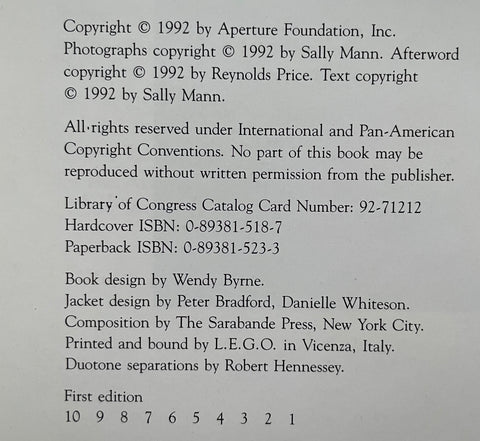 Copyright © 1992 by Aperture Foundation, Inc.
Photographs copyright © 1992 by Sally Mann. Afterword
copyright © 1992 by Reynolds Price. Text copyright
© 1992 by Sally Mann.
All rights reserved under International and Pan-American
Copyright Conventions. No part of this book may be
reproduced without written permission from the publisher.
Library of Congress Catalog Card Number: 92-71212
Hardcover ISBN: 0-89381-518-7
Paperback ISBN: 0-89381-523-3
Book design by Wendy Byrne.
Jacket design by Peter Bradford, Danielle Whiteson.
Composition by The Sarabande Press, New York City.
Printed and bound by L.E.G.O. in Vicenza, Italy.
Duotone separations by Robert Hennessey.
First edition
10 9 8 7 6 5 4 3 2 1